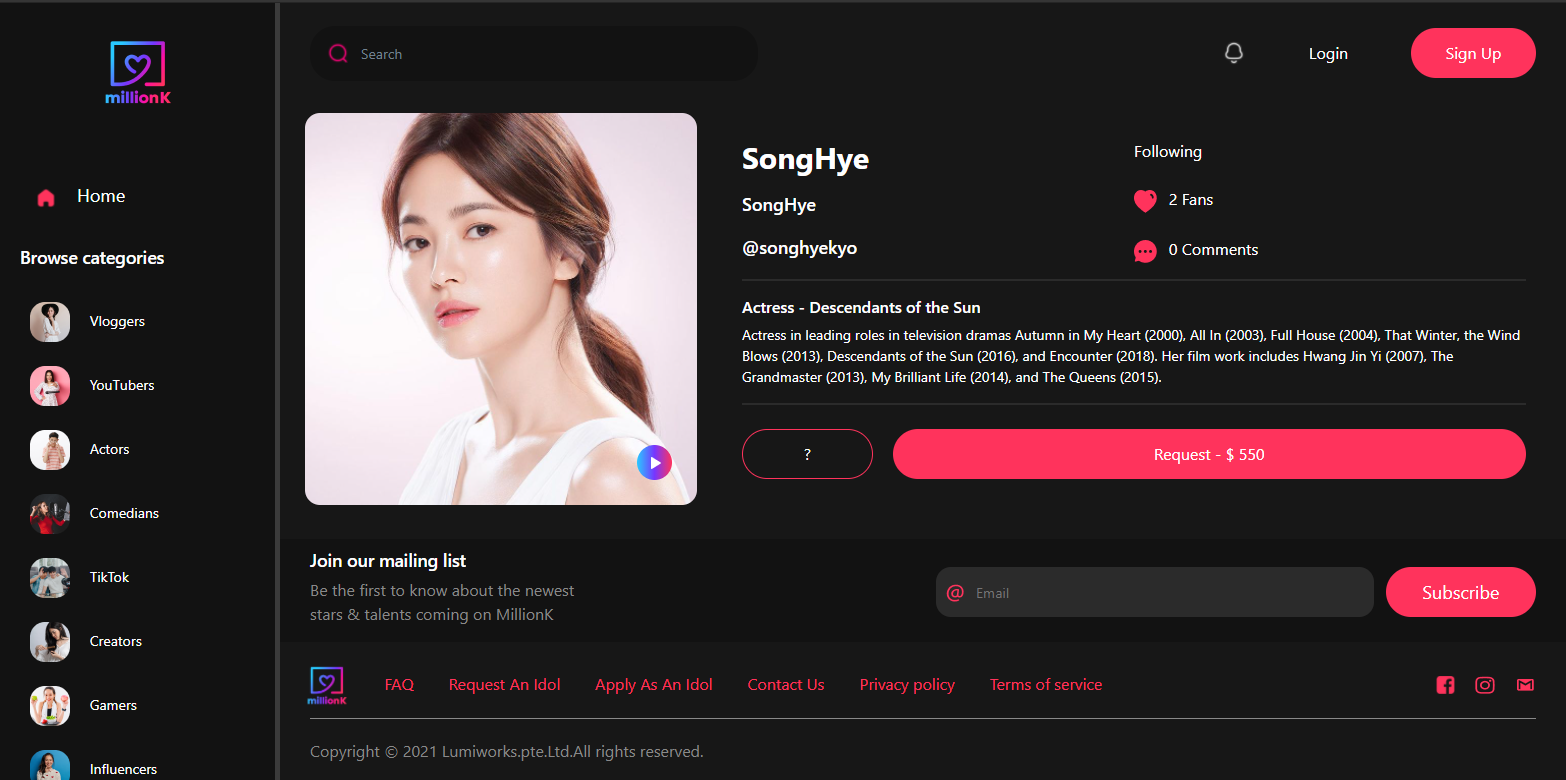 millionK
Home
Browse categories
Vloggers
YouTubers
Actors
Comedians
TikTok
Creators
Gamers
Influencers
Search
Login
Sign Up
SongHye
SongHye
@songhyekyo
Following
2 Fans
0 Comments
Actress - Descendants of the Sun
Actress in leading roles in television dramas Autumn in My Heart (2000), All In (2003), Full House (2004), That Winter, the Wind
Blows (2013), Descendants of the Sun (2016), and Encounter (2018). Her film work includes Hwang Jin Yi (2007), The
Grandmaster (2013), My Brilliant Life (2014), and The Queens (2015).
?
Request - $ 550
Join our mailing list
Be the first to know about the newest
stars & talents coming on MillionK
@ Email
Subscribe
millionK
FAQ
Request An Idol
Apply As An Idol
Contact Us
Privacy policy
Terms of service
Copyright © 2021 Lumiworks.pte.Ltd.All rights reserved.